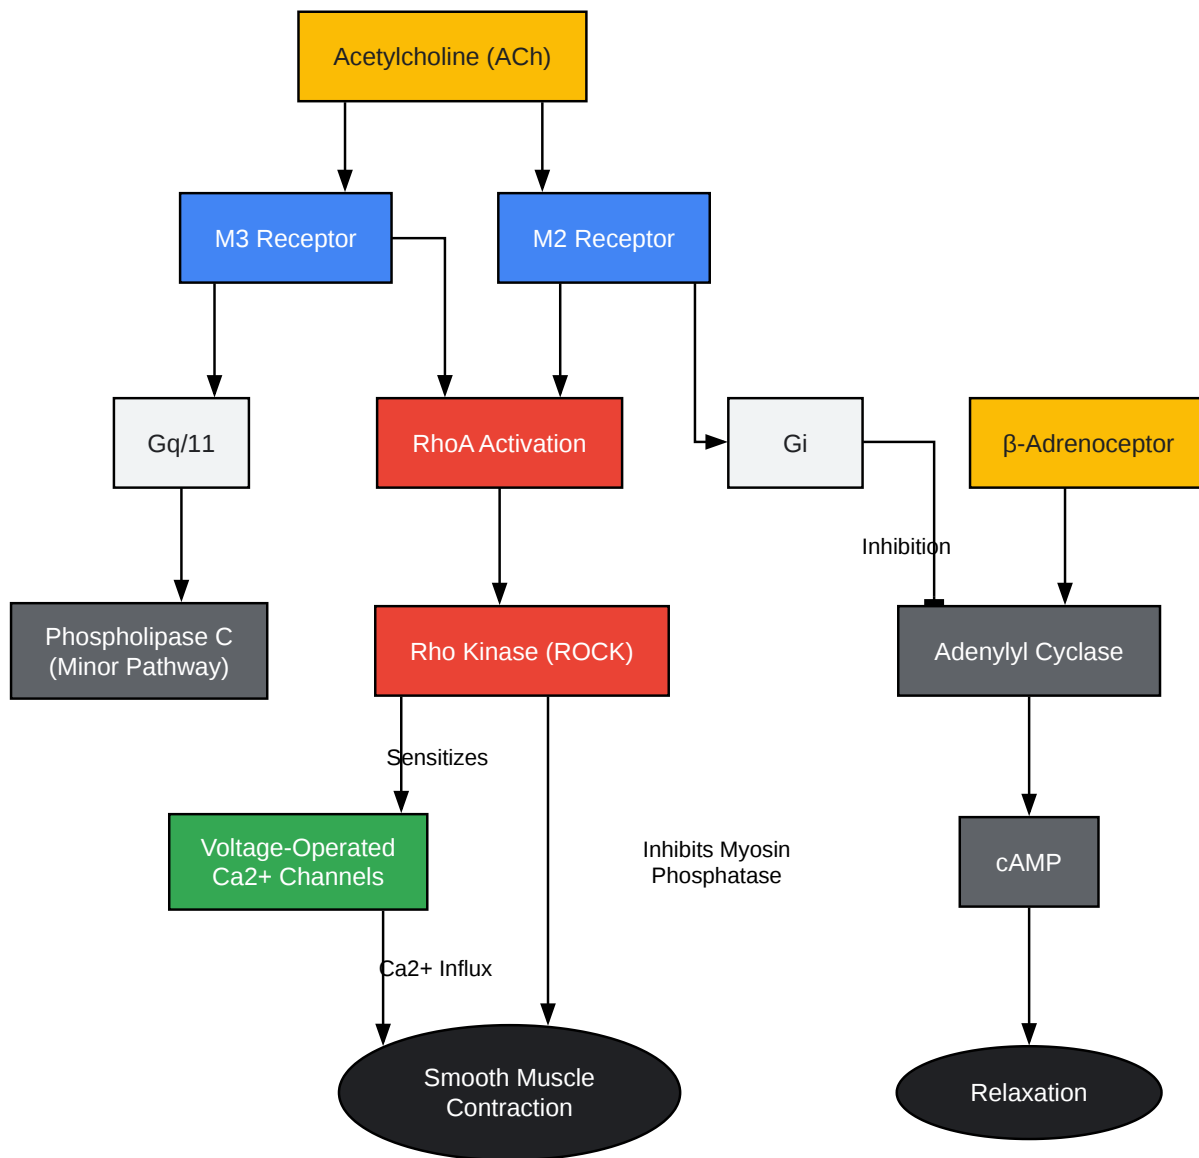 Acetylcholine (ACh)
M3 Receptor
M2 Receptor
Gq/11
RhoA Activation
Gi
β-Adrenoceptor
Inhibition
Phospholipase C
(Minor Pathway)
Rho Kinase (ROCK)
Adenylyl Cyclase
Sensitizes
Voltage-Operated
Ca2+ Channels
Inhibits Myosin
Phosphatase
cAMP
Ca2+ Influx
Smooth Muscle
Contraction
Relaxation